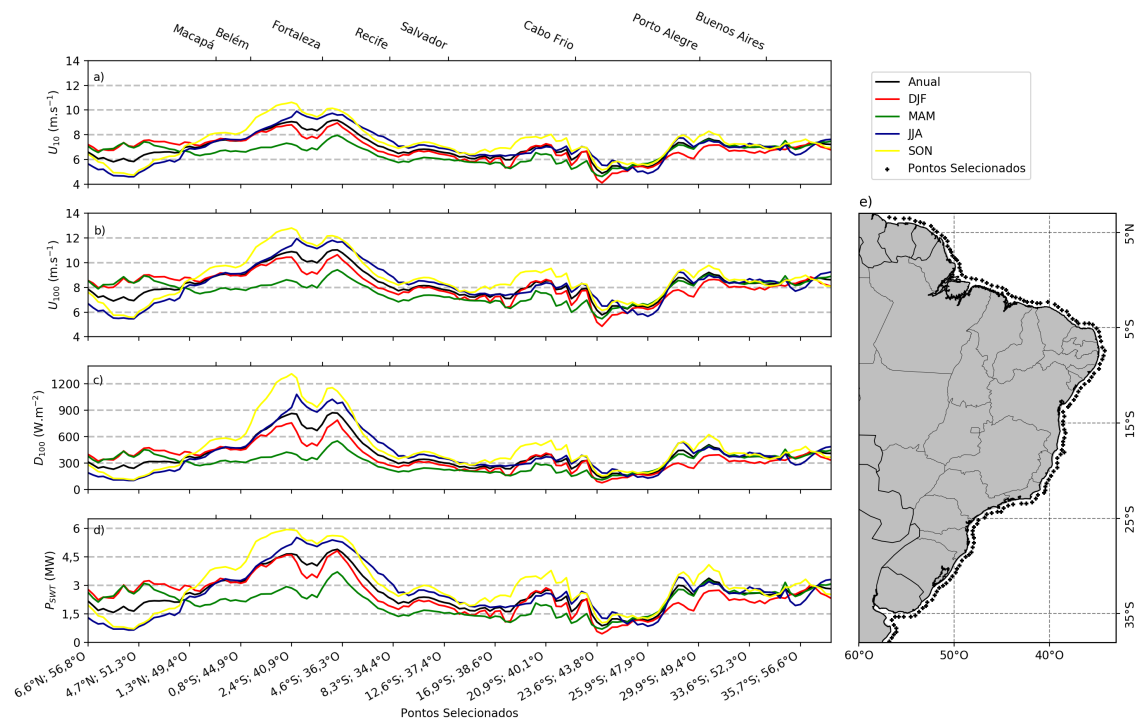 Macapá
Belém
Fortaleza
Recife
Salvador
Cabo Frio
Porto Alegre
Buenos Aires
a)
U10 (m.s⁻¹)
14
12
10
8
6
4
b)
U100 (m.s⁻¹)
14
12
10
8
6
4
c)
D100 (W.m⁻²)
1200
900
600
300
0
d)
PSWT (MW)
6
4.5
3
1.5
0
6,6°N; 56,8°O
4,7°N; 51,3°O
1,3°N; 49,4°O
0,8°S; 44,9°O
2,4°S; 40,9°O
4,6°S; 36,3°O
8,3°S; 34,4°O
12,6°S; 37,4°O
16,9°S; 38,6°O
20,9°S; 40,1°O
23,6°S; 43,8°O
25,9°S; 47,9°O
29,9°S; 49,4°O
33,6°S; 52,3°O
35,7°S; 56,6°O
Pontos Selecionados
Anual
DJF
MAM
JJA
SON
Pontos Selecionados
e)
5°N
5°S
15°S
25°S
35°S
60°O
50°O
40°O